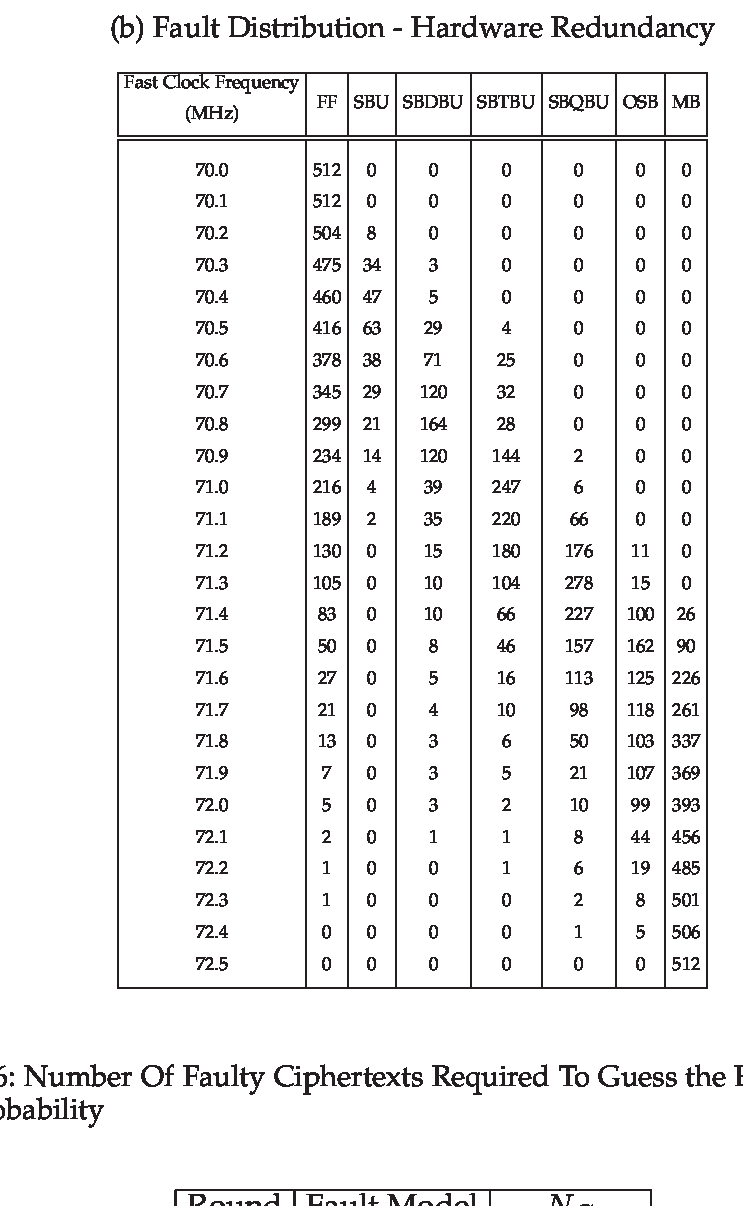 (b) Fault Distribution - Hardware Redundancy
Fast Clock Frequency (MHz) FF SBU SBDBU SBTBU SBQBU OSB MB
70.0 512 0 0 0 0 0 0
70.1 512 0 0 0 0 0 0
70.2 504 8 0 0 0 0 0
70.3 475 34 3 0 0 0 0
70.4 460 47 5 0 0 0 0
70.5 416 63 29 4 0 0 0
70.6 378 38 71 25 0 0 0
70.7 345 29 120 32 0 0 0
70.8 299 21 164 28 0 0 0
70.9 234 14 120 144 2 0 0
71.0 216 4 39 247 6 0 0
71.1 189 2 35 220 66 0 0
71.2 130 0 15 180 176 11 0
71.3 105 0 10 104 278 15 0
71.4 83 0 10 66 227 100 26
71.5 50 0 8 46 157 162 90
71.6 27 0 5 16 113 125 226
71.7 21 0 4 10 98 118 261
71.8 13 0 3 6 50 103 337
71.9 7 0 3 5 21 107 369
72.0 5 0 3 2 10 99 393
72.1 2 0 1 1 8 44 456
72.2 1 0 0 1 6 19 485
72.3 1 0 0 0 2 8 501
72.4 0 0 0 0 1 5 506
72.5 0 0 0 0 0 0 512
6: Number Of Faulty Ciphertexts Required To Guess the
obability
Round Fault Model